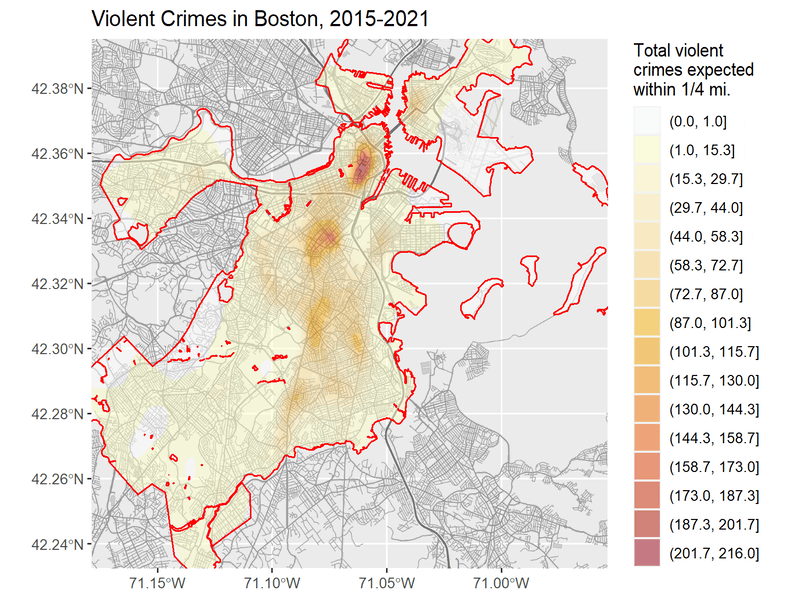 Violent Crimes in Boston, 2015-2021
Total violent
crimes expected
within 1/4 mi.
(0.0, 1.0]
(1.0, 15.3]
(15.3, 29.7]
(29.7, 44.0]
(44.0, 58.3]
(58.3, 72.7]
(72.7, 87.0]
(87.0, 101.3]
(101.3, 115.7]
(115.7, 130.0]
(130.0, 144.3]
(144.3, 158.7]
(158.7, 173.0]
(173.0, 187.3]
(187.3, 201.7]
(201.7, 216.0]
42.38°N
42.36°N
42.34°N
42.32°N
42.30°N
42.28°N
42.26°N
42.24°N
71.15°W
71.10°W
71.05°W
71.00°W